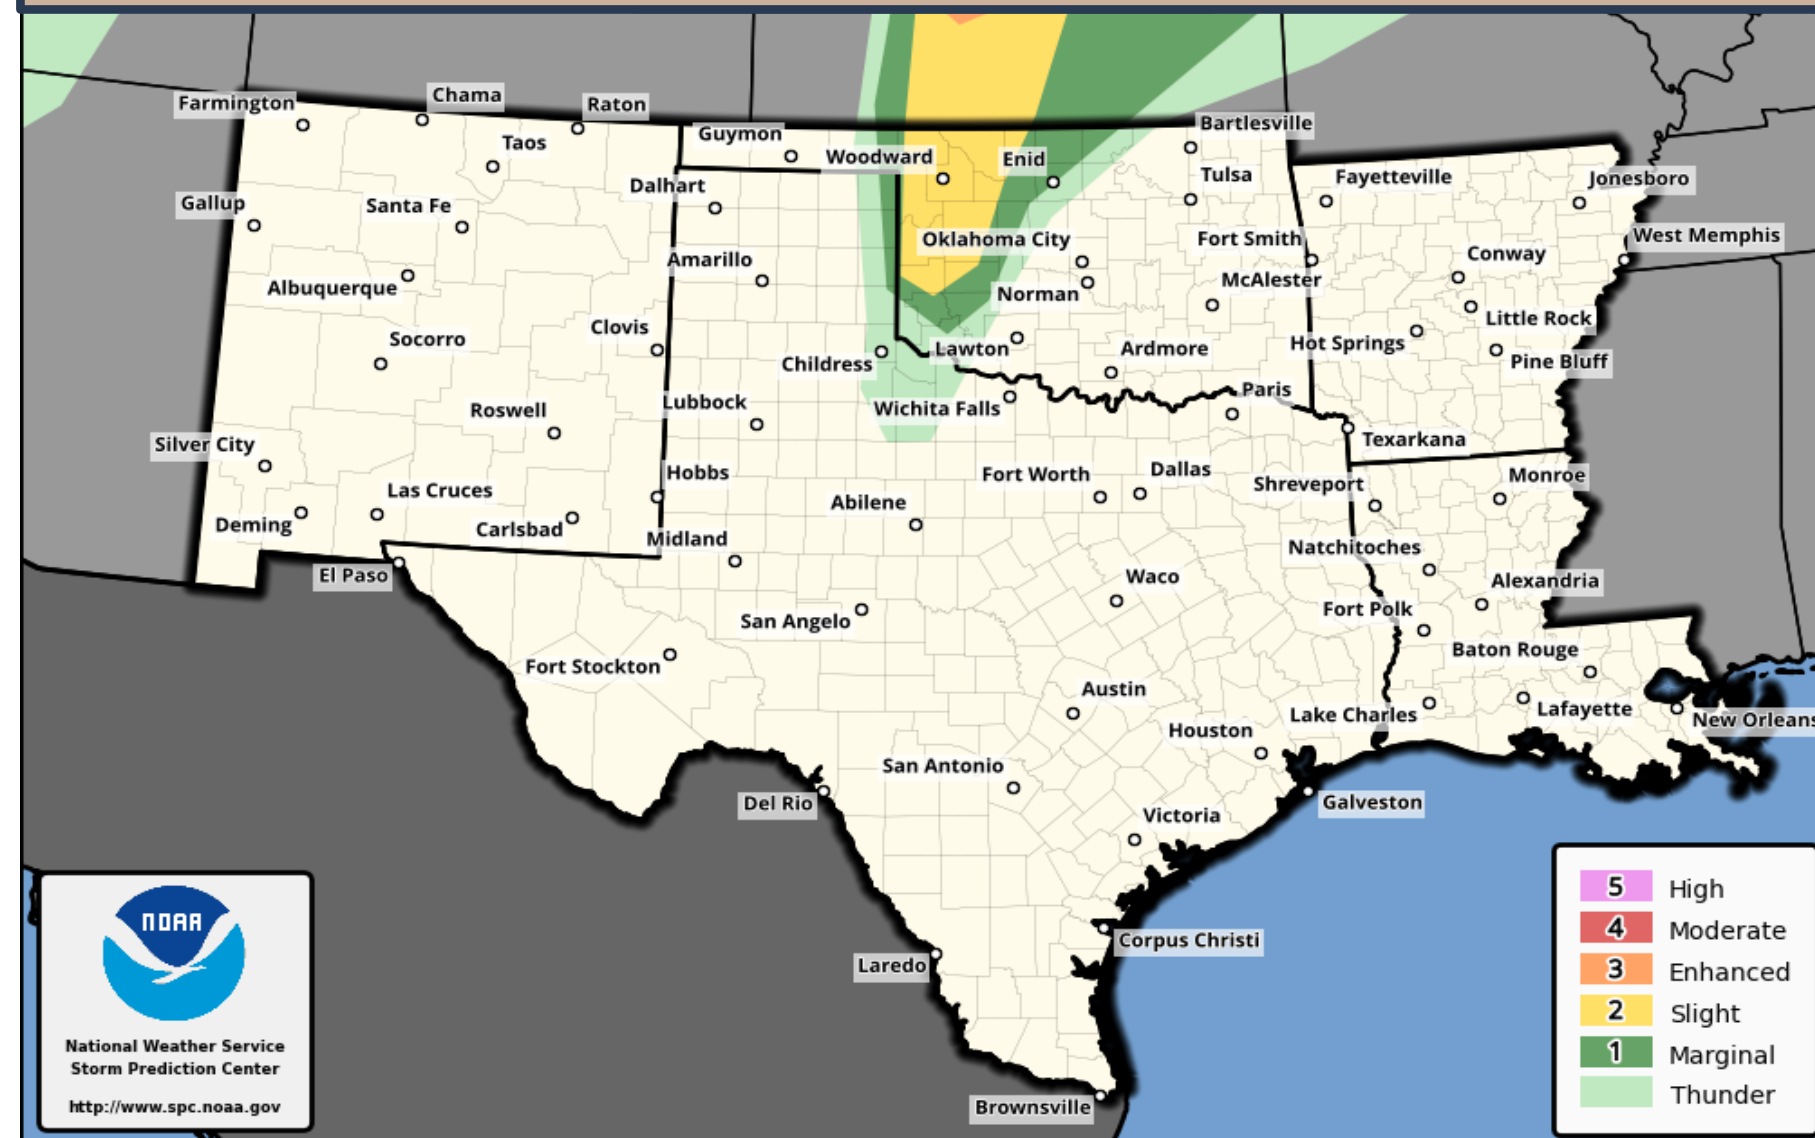 Farmington
Chama
Raton
Taos
Guymon
Woodward
Enid
Bartlesville
Tulsa
Fayetteville
Jonesboro
Gallup
Santa Fe
Dalhart
Oklahoma City
Fort Smith
Conway
West Memphis
Albuquerque
Amarillo
Norman
McAlester
Little Rock
Socorro
Clovis
Childress
Lawton
Ardmore
Hot Springs
Pine Bluff
Roswell
Lubbock
Wichita Falls
Paris
Texarkana
Silver City
Las Cruces
Hobbs
Abilene
Fort Worth
Dallas
Shreveport
Monroe
Deming
Carlsbad
Midland
Natchitoches
El Paso
Waco
Alexandria
San Angelo
Fort Polk
Fort Stockton
Baton Rouge
Austin
Lake Charles
Lafayette
New Orleans
Houston
San Antonio
Del Rio
Victoria
Galveston
Corpus Christi
Laredo
Brownsville
NOAA
National Weather Service
Storm Prediction Center
http://www.spc.noaa.gov
5 High
4 Moderate
3 Enhanced
2 Slight
1 Marginal
Thunder